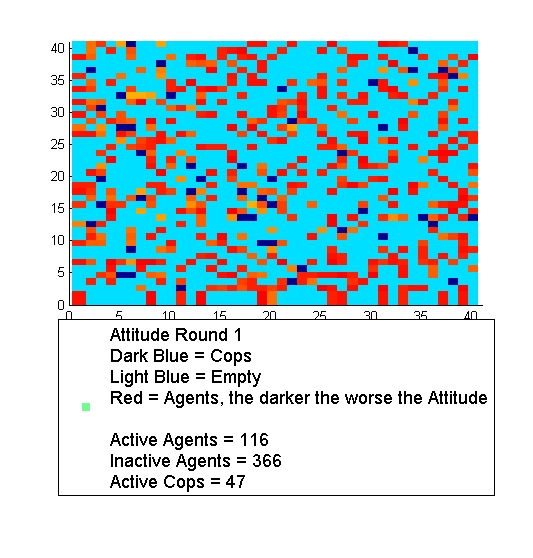 40
35
30
25
20
15
10
5
0
0 5 10 15 20 25 30 35 40
Attitude Round 1
Dark Blue = Cops
Light Blue = Empty
Red = Agents, the darker the worse the Attitude
Active Agents = 116
Inactive Agents = 366
Active Cops = 47